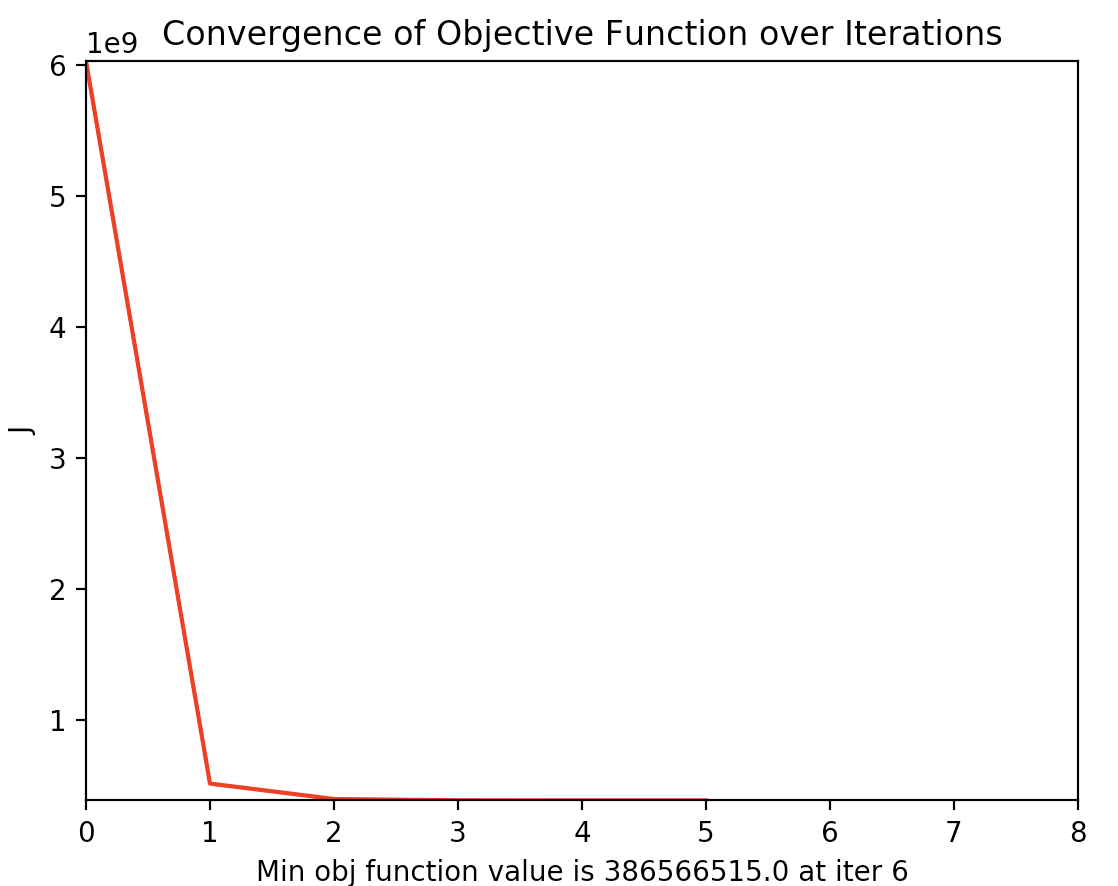 Convergence of Objective Function over Iterations
1e9
6
5
4
3
2
1
J
0 1 2 3 4 5 6 7 8
Min obj function value is 386566515.0 at iter 6